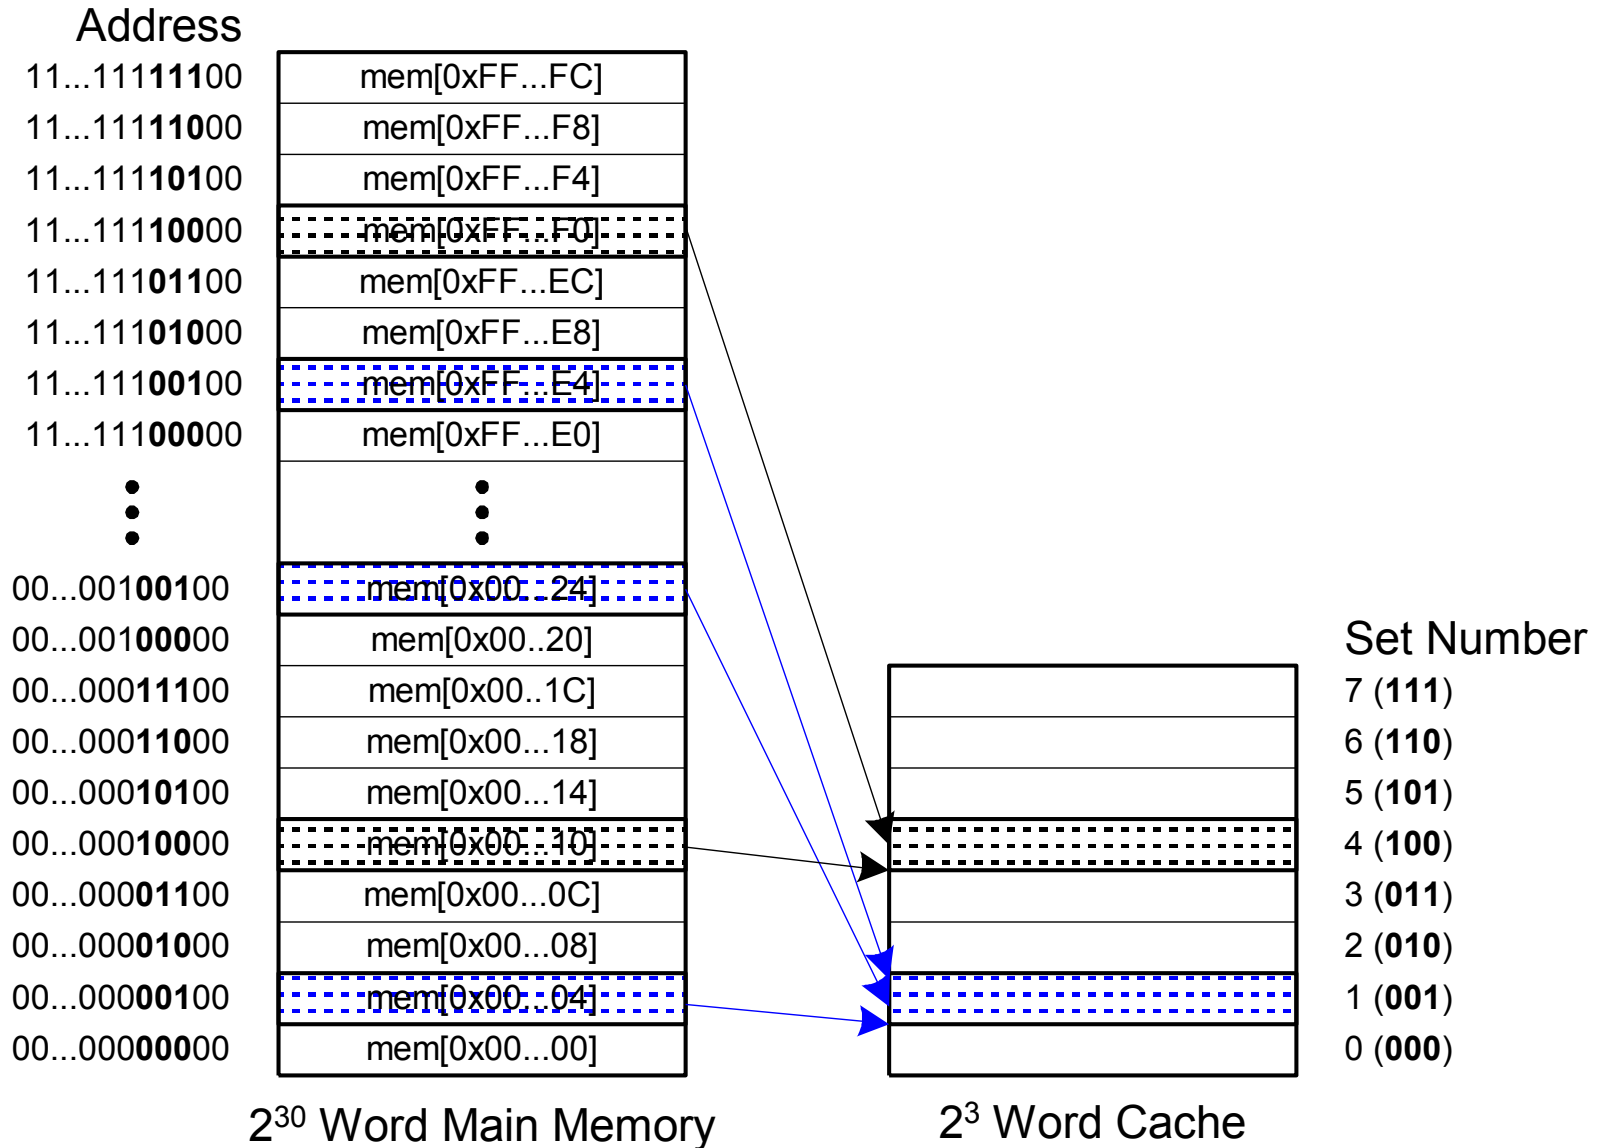 Address
11...11111100 mem[0xFF...FC]
11...11111000 mem[0xFF...F8]
11...11110100 mem[0xFF...F4]
11...11110000 mem[0xFF...F0]
11...11101100 mem[0xFF...EC]
11...11101000 mem[0xFF...E8]
11...11100100 mem[0xFF...E4]
11...11100000 mem[0xFF...E0]
00...00100100 mem[0x00...24]
00...00100000 mem[0x00..20]
Set Number
00...00011100 mem[0x00..1C] 7 (111)
00...00011000 mem[0x00...18] 6 (110)
00...00010100 mem[0x00...14] 5 (101)
00...00010000 mem[0x00...10] 4 (100)
00...00001100 mem[0x00...0C] 3 (011)
00...00001000 mem[0x00...08] 2 (010)
00...00000100 mem[0x00...04] 1 (001)
00...00000000 mem[0x00...00] 0 (000)
2³⁰ Word Main Memory 2³ Word Cache